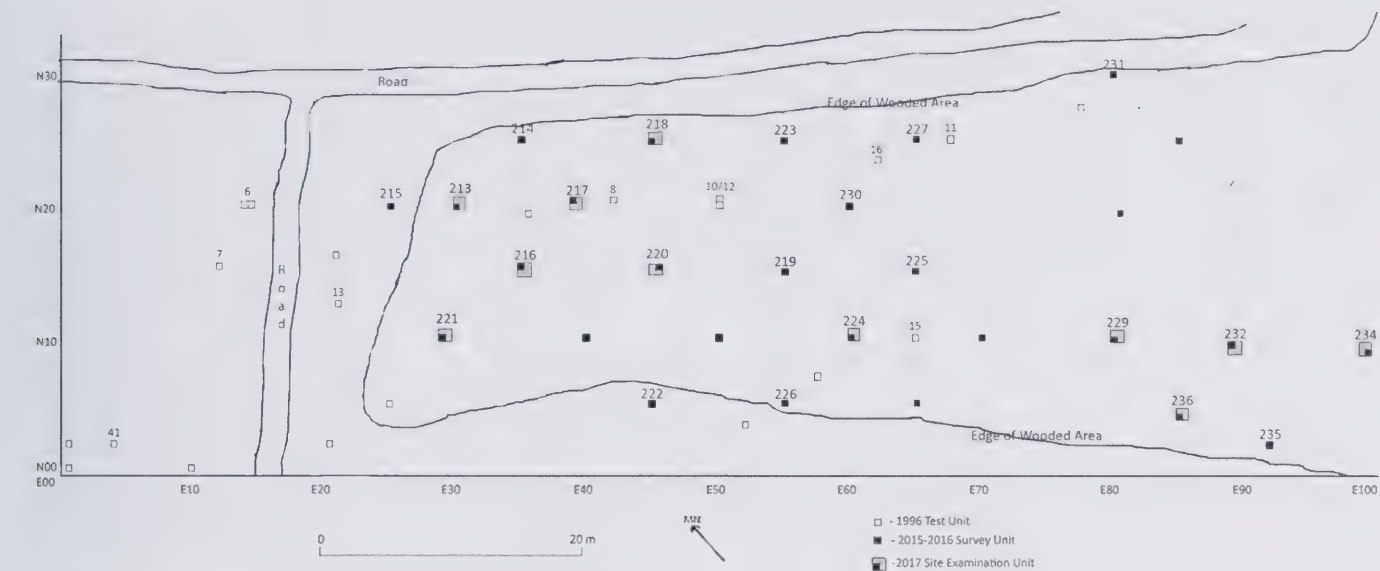 N30
Road
231
Edge of Wooded Area
214
218
223
227
11
16
6
215
213
217
8
10/12
230
N20
7
216
220
219
225
Road
13
221
224
15
229
232
234
N10
222
226
236
41
Edge of Wooded Area
235
N00
E00
E10
E20
E30
E40
E50
E60
E70
E80
E90
E100
MN
0
20 m
- 1996 Test Unit
- 2015-2016 Survey Unit
-2017 Site Examination Unit